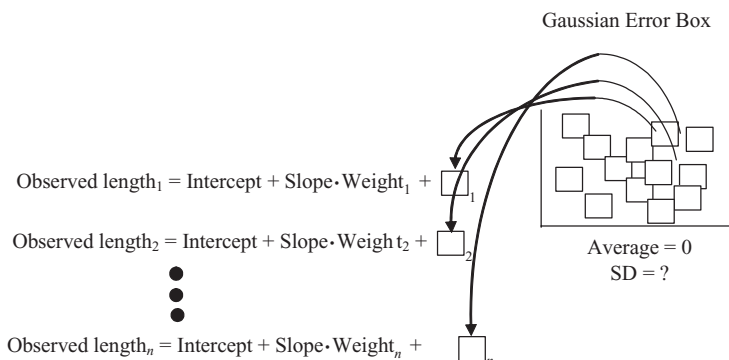 Gaussian Error Box
Observed length₁ = Intercept + Slope·Weight₁ + □₁
Observed length₂ = Intercept + Slope·Weigh t₂ + □₂
Average = 0
SD = ?
Observed lengthₙ = Intercept + Slope·Weightₙ + □ₙ